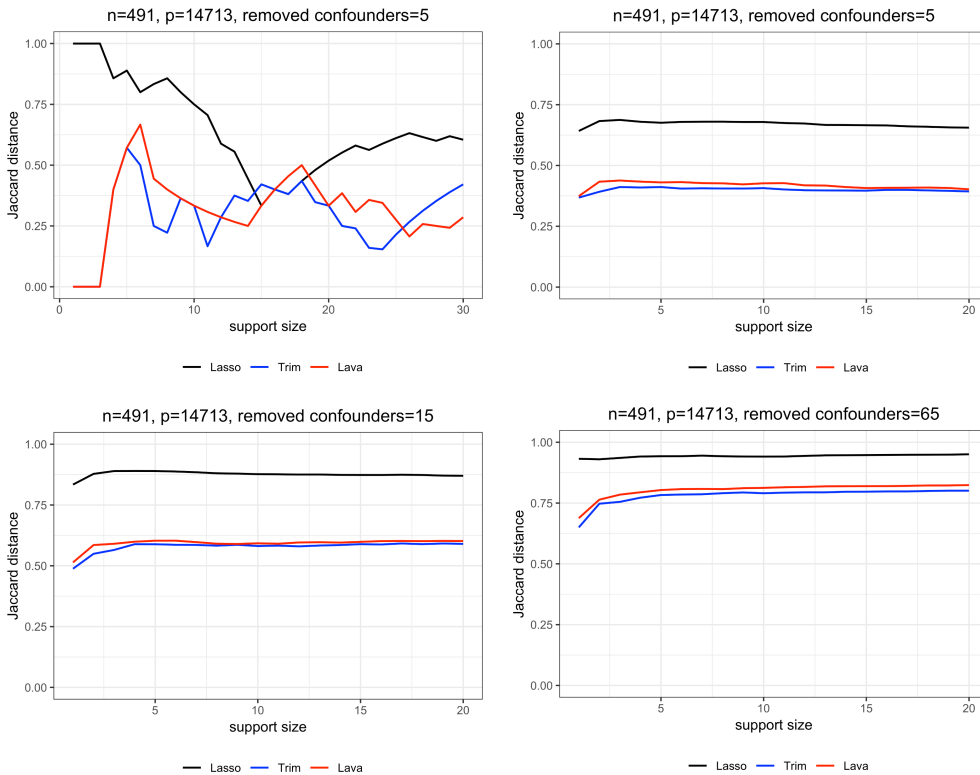 n=491, p=14713, removed confounders=5
1.00
0.75
0.50
0.25
0.00
Jaccard distance
0 10 20 30
support size
Lasso Trim Lava
n=491, p=14713, removed confounders=5
1.00
0.75
0.50
0.25
0.00
Jaccard distance
5 10 15 20
support size
Lasso Trim Lava
n=491, p=14713, removed confounders=15
1.00
0.75
0.50
0.25
0.00
Jaccard distance
5 10 15 20
support size
Lasso Trim Lava
n=491, p=14713, removed confounders=65
1.00
0.75
0.50
0.25
0.00
Jaccard distance
5 10 15 20
support size
Lasso Trim Lava